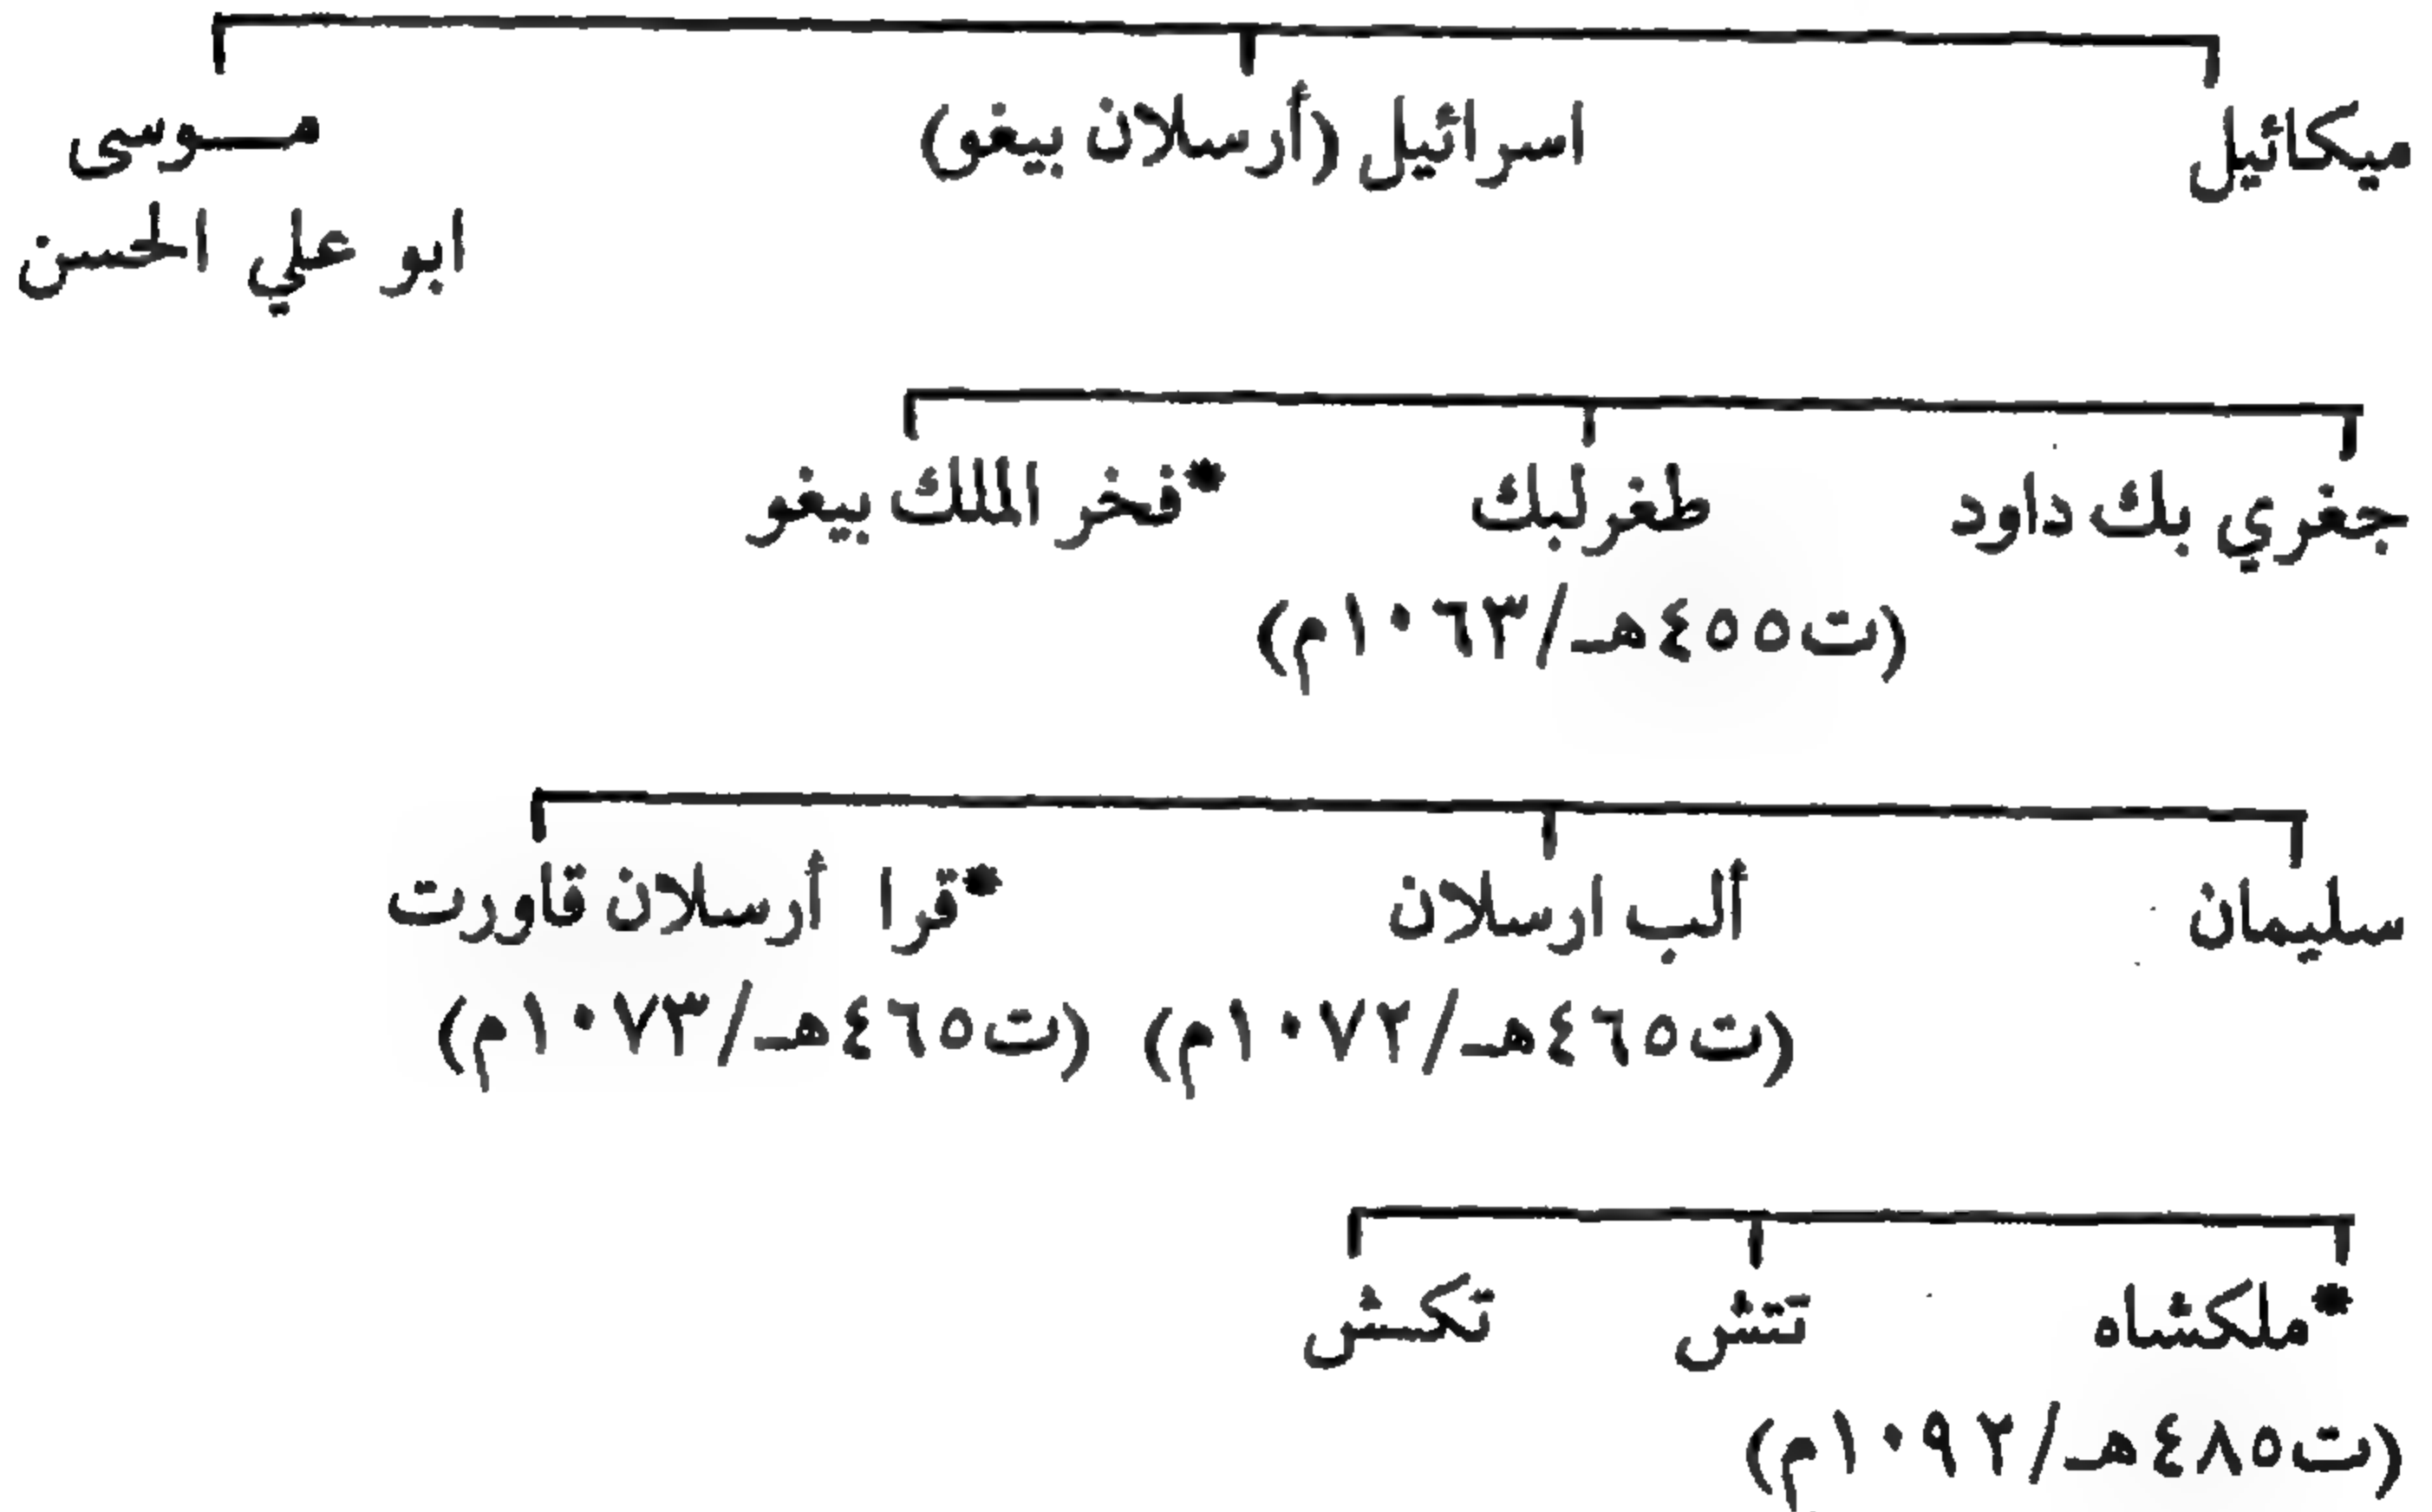 ميكائيل اسرائيل (أرسلان بيغو) مـــوسى
ابو علي الحسن
جغري بك داود طغرلبك *فخر الملك بيغو
(ت٤٥٥هـ/١٠٦٣م)
سليمان ألب ارسلان *قرا أرسلان قاورت
(ت٤٦٥هـ/١٠٧٢م) (ت٤٦٥هـ/١٠٧٣م)
*ملكشاه تتش تكش
(ت٤٨٥هـ/١٠٩٢م)